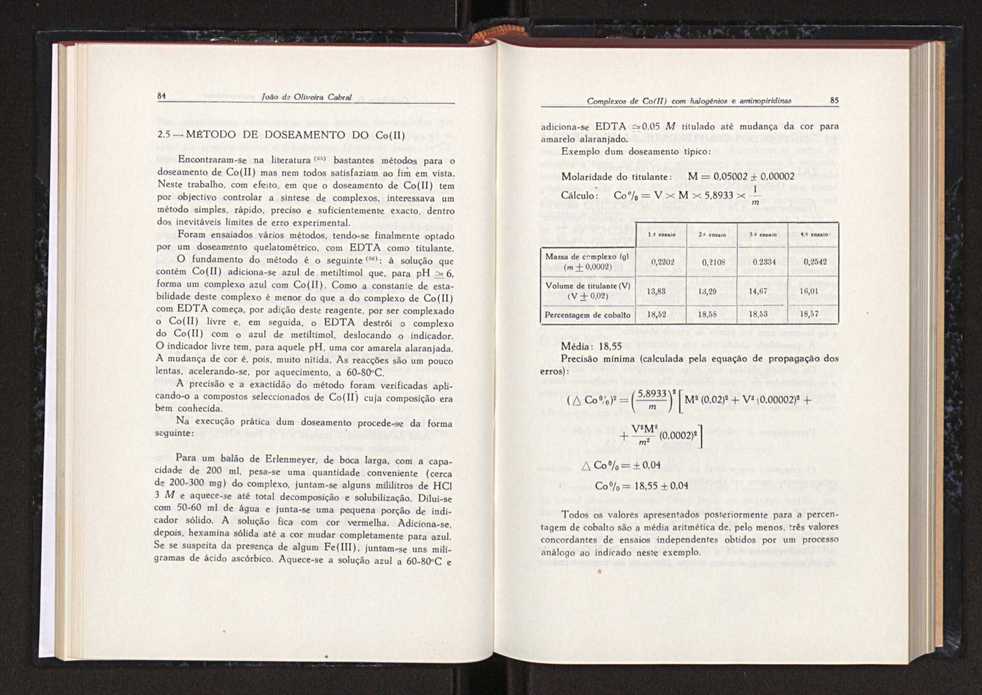 84 João de Oliveira Cabral
2.5 — MÉTODO DE DOSEAMENTO DO Co(II)
Encontraram-se na literatura bastantes métodos para o
doseamento de Co(II) mas nem todos satisfaziam ao fim em vista.
Neste trabalho, com efeito, em que o doseamento de Co(II) tem
por objectivo controlar a síntese de complexos, interessava um
método simples, rápido, preciso e suficientemente exacto, dentro
dos inevitáveis limites de erro experimental.
Foram ensaiados vários métodos, tendo-se finalmente optado
por um doseamento quelatométrico, com EDTA como titulante.
O fundamento do método é o seguinte : à solução que
contém Co(II) adiciona-se azul de metiltimol que, para pH ≃ 6,
forma um complexo azul com Co(II). Como a constante de esta-
bilidade deste complexo é menor do que a do complexo de Co(II)
com EDTA começa, por adição deste reagente, por ser complexado
o Co(II) livre e, em seguida, o EDTA destrói o complexo
do Co(II) com o azul de metiltimol, deslocando o indicador.
O indicador livre tem, para aquele pH, uma cor amarela alaranjada.
A mudança de cor é, pois, muito nítida. As reacções são um pouco
lentas, acelerando-se, por aquecimento, a 60-80ºC.
A precisão e a exactidão do método foram verificadas apli-
cando-o a compostos seleccionados de Co(II) cuja composição era
bem conhecida.
Na execução prática dum doseamento procede-se da forma
seguinte:
Para um balão de Erlenmeyer, de boca larga, com a capa-
cidade de 200 ml, pesa-se uma quantidade conveniente (cerca
de 200-300 mg) do complexo, juntam-se alguns mililitros de HCl
3 M e aquece-se até total decomposição e solubilização. Dilui-se
com 50-60 ml de água e junta-se uma pequena porção de indi-
cador sólido. A solução fica com cor vermelha. Adiciona-se,
depois, hexamina sólida até a cor mudar completamente para azul.
Se se suspeita da presença de algum Fe(III), juntam-se uns mili-
gramas de ácido ascórbico. Aquece-se a solução azul a 60-80ºC e
Complexos de Co(II) com halogénios e aminopiridinas 85
adiciona-se EDTA ≃0,05 M titulado até mudança da cor para
amarelo alaranjado.
Exemplo dum doseamento típico:
Molaridade do titulante: M = 0,05002 ± 0,00002
Cálculo: Co% = V × M × 5,8933 × 1/m
1.º ensaio 2.º ensaio 3.º ensaio 4.º ensaio
Massa de complexo (g)
(m ± 0,0002) 0,2202 0,2108 0,2334 0,2542
Volume de titulante (V)
(V ± 0,02) 13,83 13,29 14,67 16,01
Percentagem de cobalto 18,52 18,58 18,53 18,57
Média: 18,55
Precisão mínima (calculada pela equação de propagação dos
erros):
(△ Co%)² = (5,8933/m)² [M² (0,02)² + V² (0,00002)² +
+ V²M²/m² (0,0002)²]
△ Co% = ± 0,04
Co% = 18,55 ± 0,04
Todos os valores apresentados posteriormente para a percen-
tagem de cobalto são a média aritmética de, pelo menos, três valores
concordantes de ensaios independentes obtidos por um processo
análogo ao indicado neste exemplo.